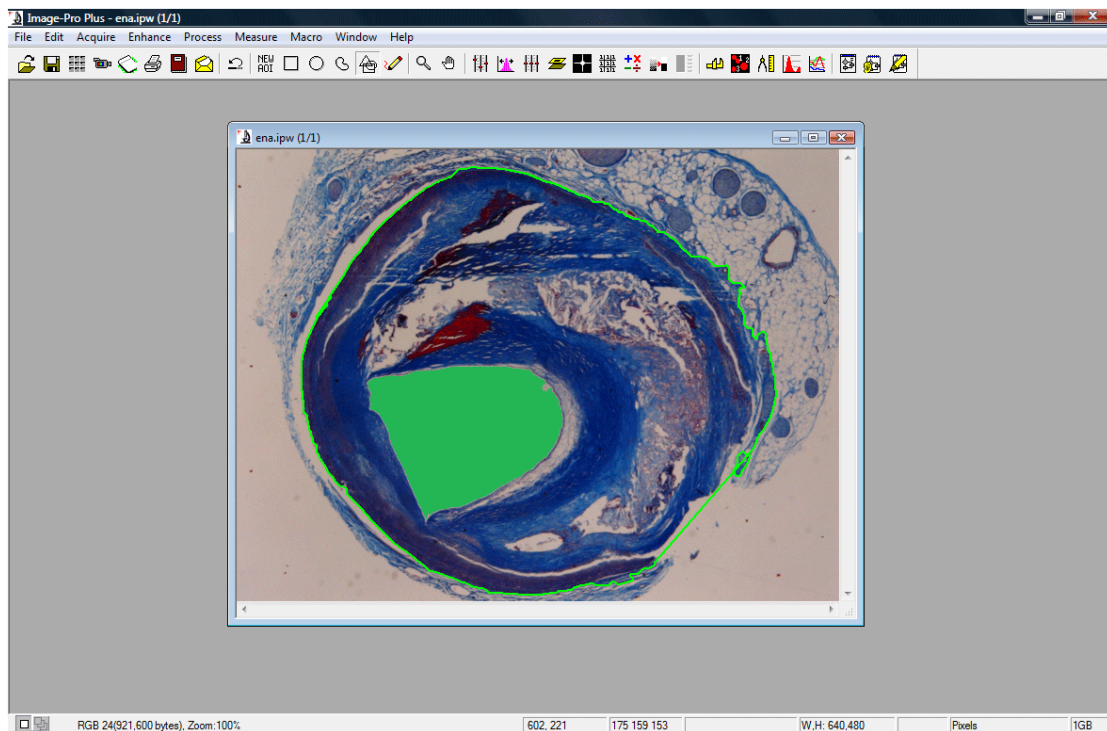 Image-Pro Plus - ena.ipw (1/1)
File Edit Acquire Enhance Process Measure Macro Window Help
NEW
AOI
ena.ipw (1/1)
RGB 24(921,600 bytes), Zoom:100% 602, 221 175 159 153 W,H: 640,480 Pixels 1GB